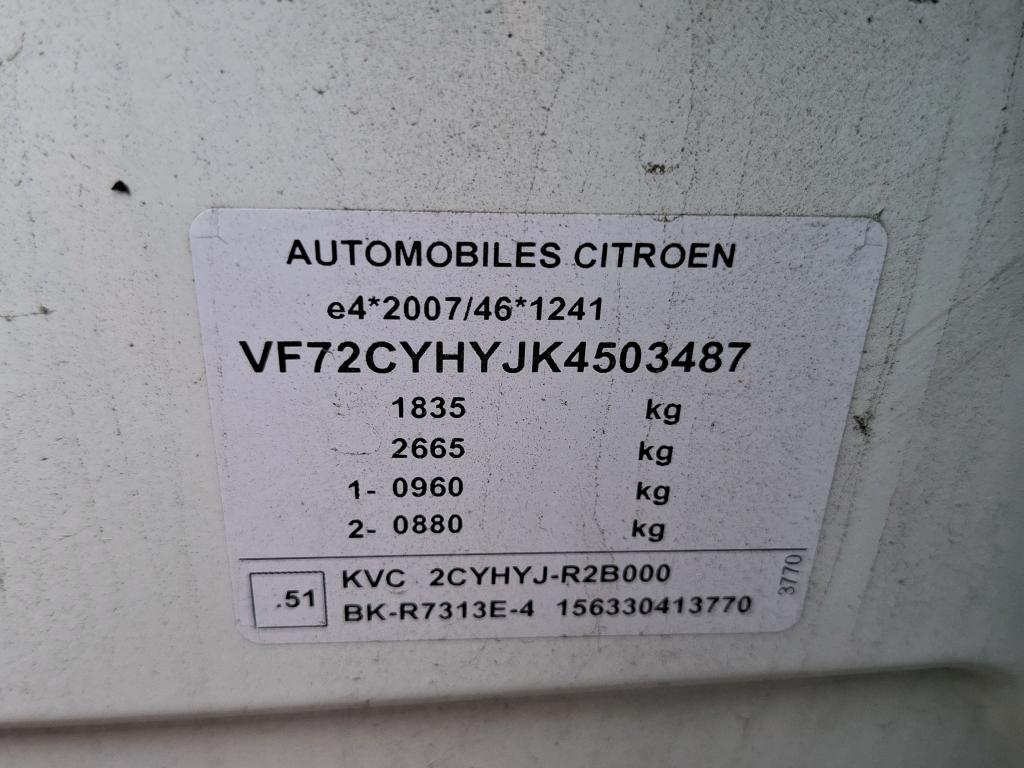 AUTOMOBILES CITROEN
e4*2007/46*1241
VF72CYHYJK4503487
1835 kg
2665 kg
1- 0960 kg
2- 0880 kg
.51
KVC 2CYHYJ-R2B000
BK-R7313E-4 156330413770
3770